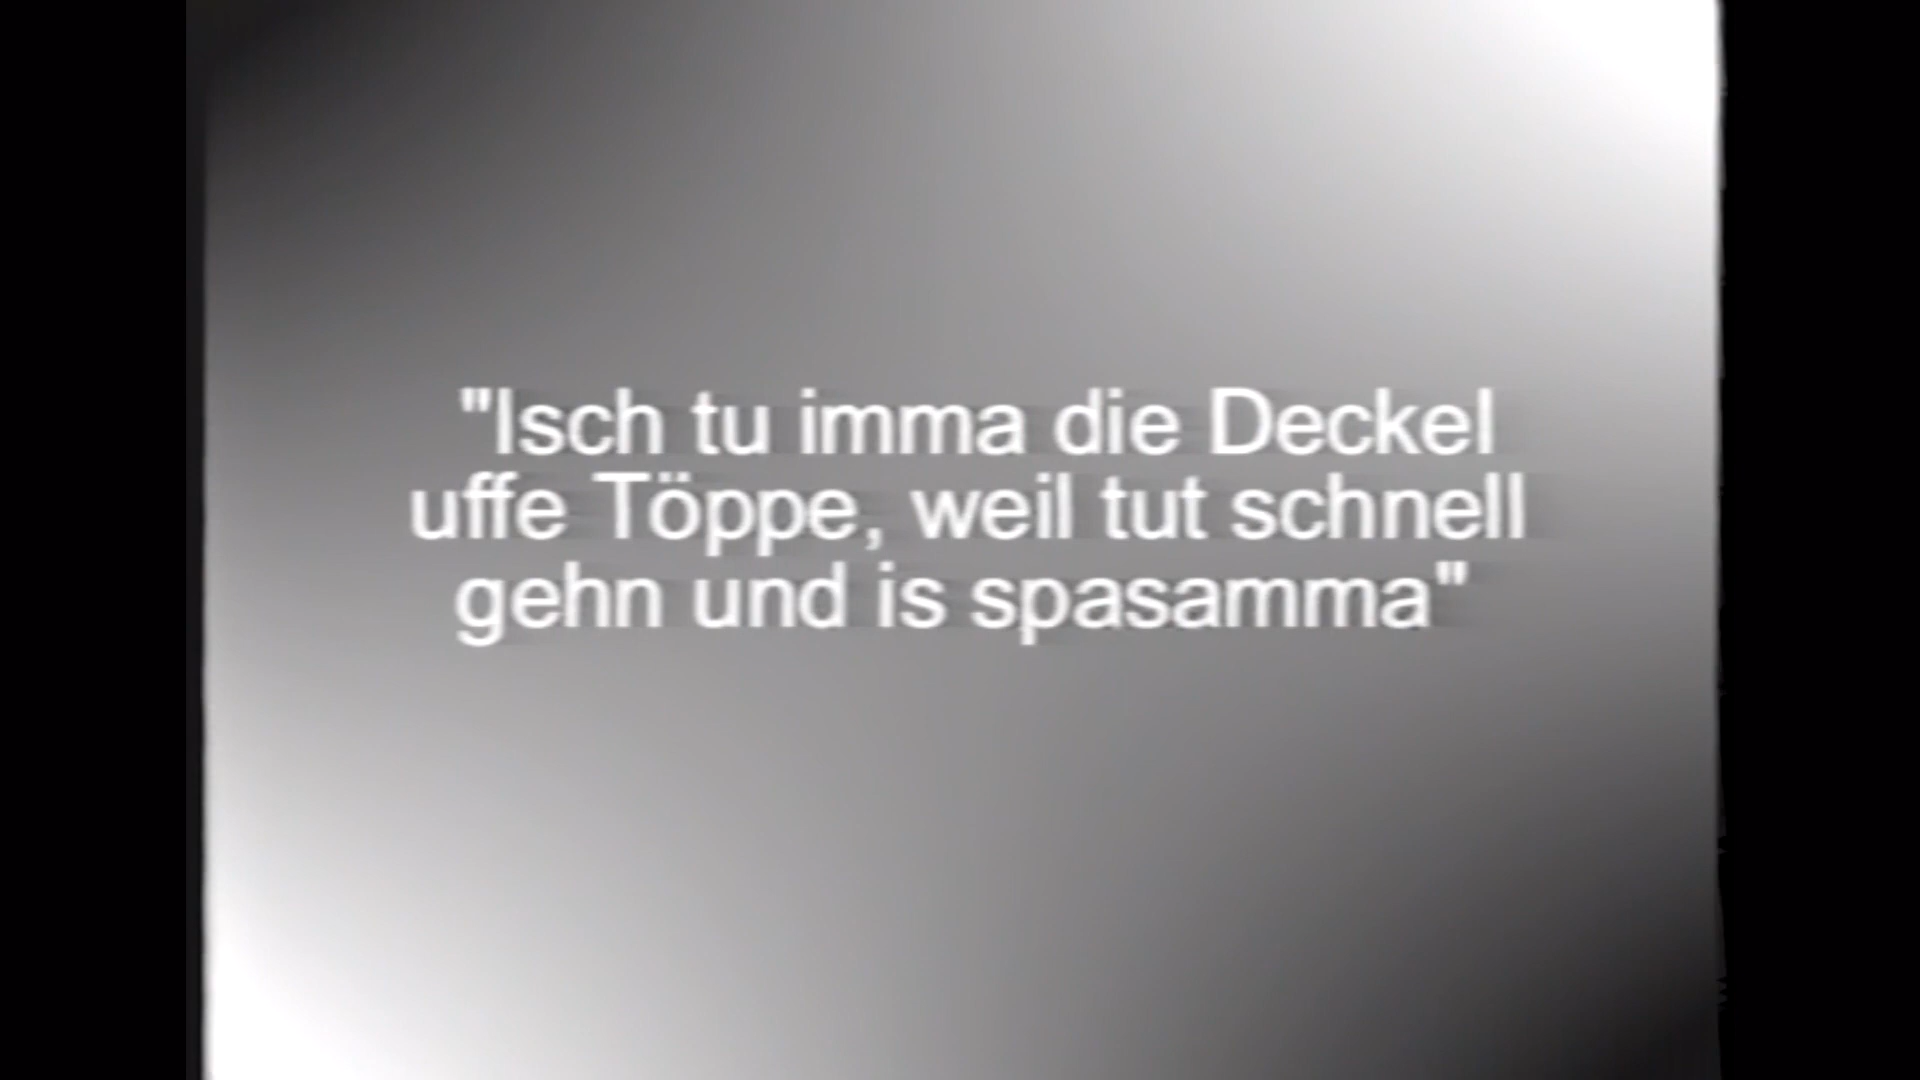 "Isch tu imma die Deckel
uffe Töppe, weil tut schnell
gehn und is spasamma"